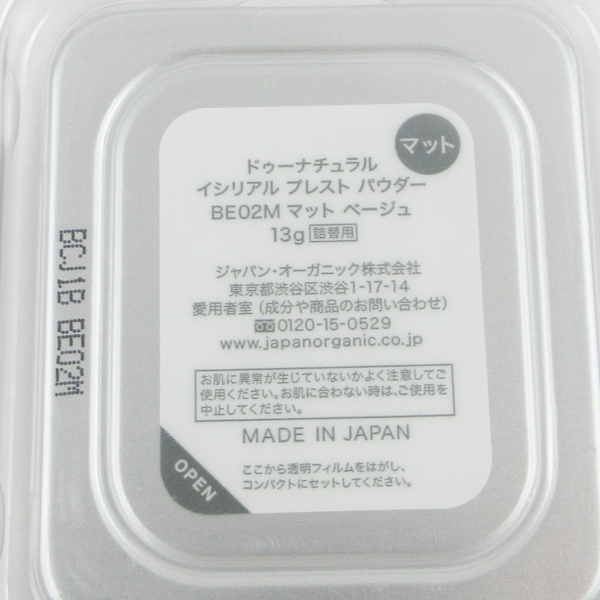 マット
ドゥーナチュラル
イシリアル プレスト パウダー
BE02M マット ベージュ
13g 詰替用
ジャパン・オーガニック株式会社
東京都渋谷区渋谷1-17-14
愛用者室(成分や商品のお問い合わせ)
0120-15-0529
www.japanorganic.co.jp
お肌に異常が生じていないかよく注意してご
使用ください。お肌に合わない時は、ご使用を
中止してください。
MADE IN JAPAN
OPEN
ここから透明フィルムをはがし、
コンパクトにセットしてください。
BCJ1B BE02M